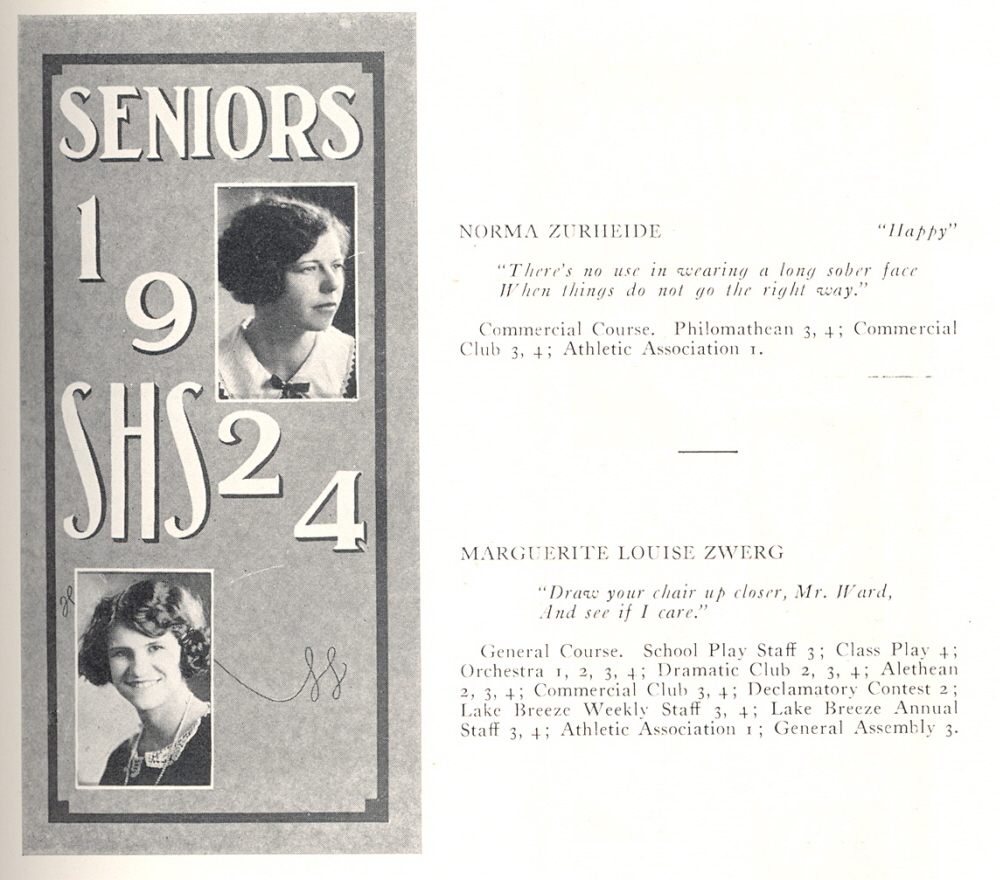 SENIORS
1
9
SHS
2
4
NORMA ZURHEIDE "Happy"
"There's no use in wearing a long sober face
When things do not go the right way."
Commercial Course. Philomathean 3, 4; Commercial
Club 3, 4; Athletic Association 1.
MARGUERITE LOUISE ZWERG
"Draw your chair up closer, Mr. Ward,
And see if I care."
General Course. School Play Staff 3; Class Play 4;
Orchestra 1, 2, 3, 4; Dramatic Club 2, 3, 4; Alethean
2, 3, 4; Commercial Club 3, 4; Declamatory Contest 2;
Lake Breeze Weekly Staff 3, 4; Lake Breeze Annual
Staff 3, 4; Athletic Association 1; General Assembly 3.